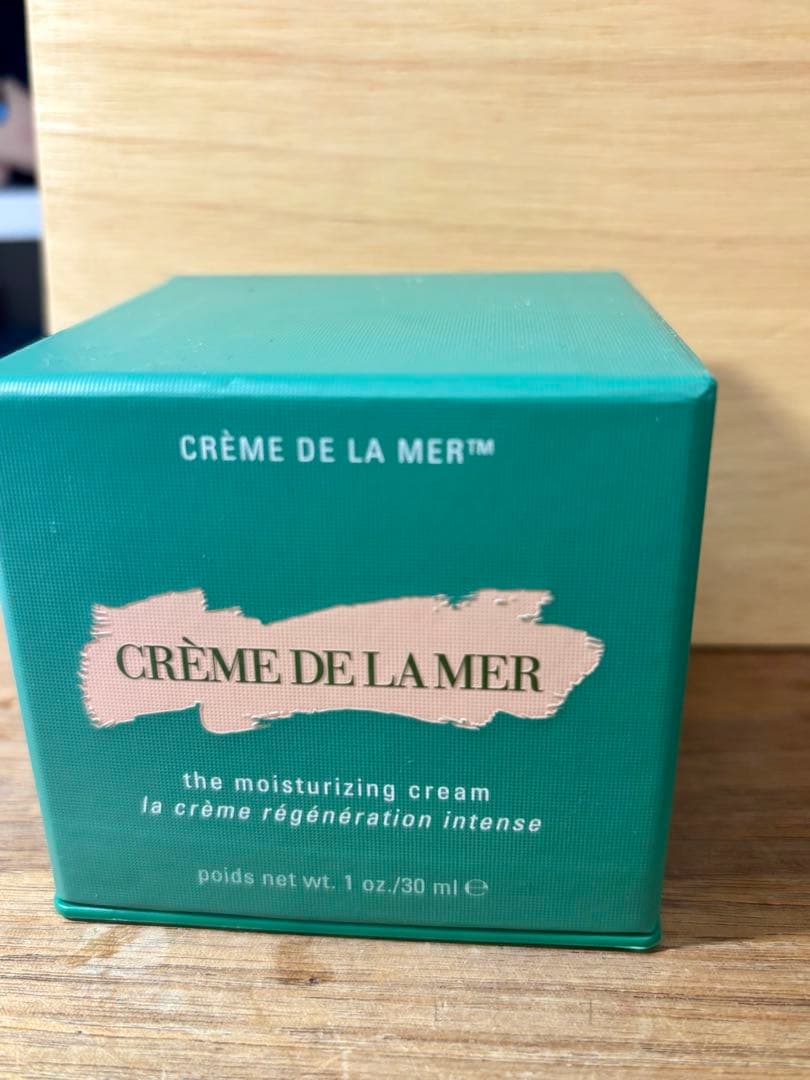 CRÈME DE LA MER™
CRÈME DE LA MER
the moisturizing cream
la crème régénération intense
poids net wt. 1 oz./30 ml ℮